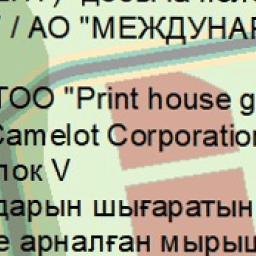 / АО "МЕЖДУНАР
ТОО "Print house g
Camelot Corporation
лок V
дарын шығаратын
е арналған мырыш